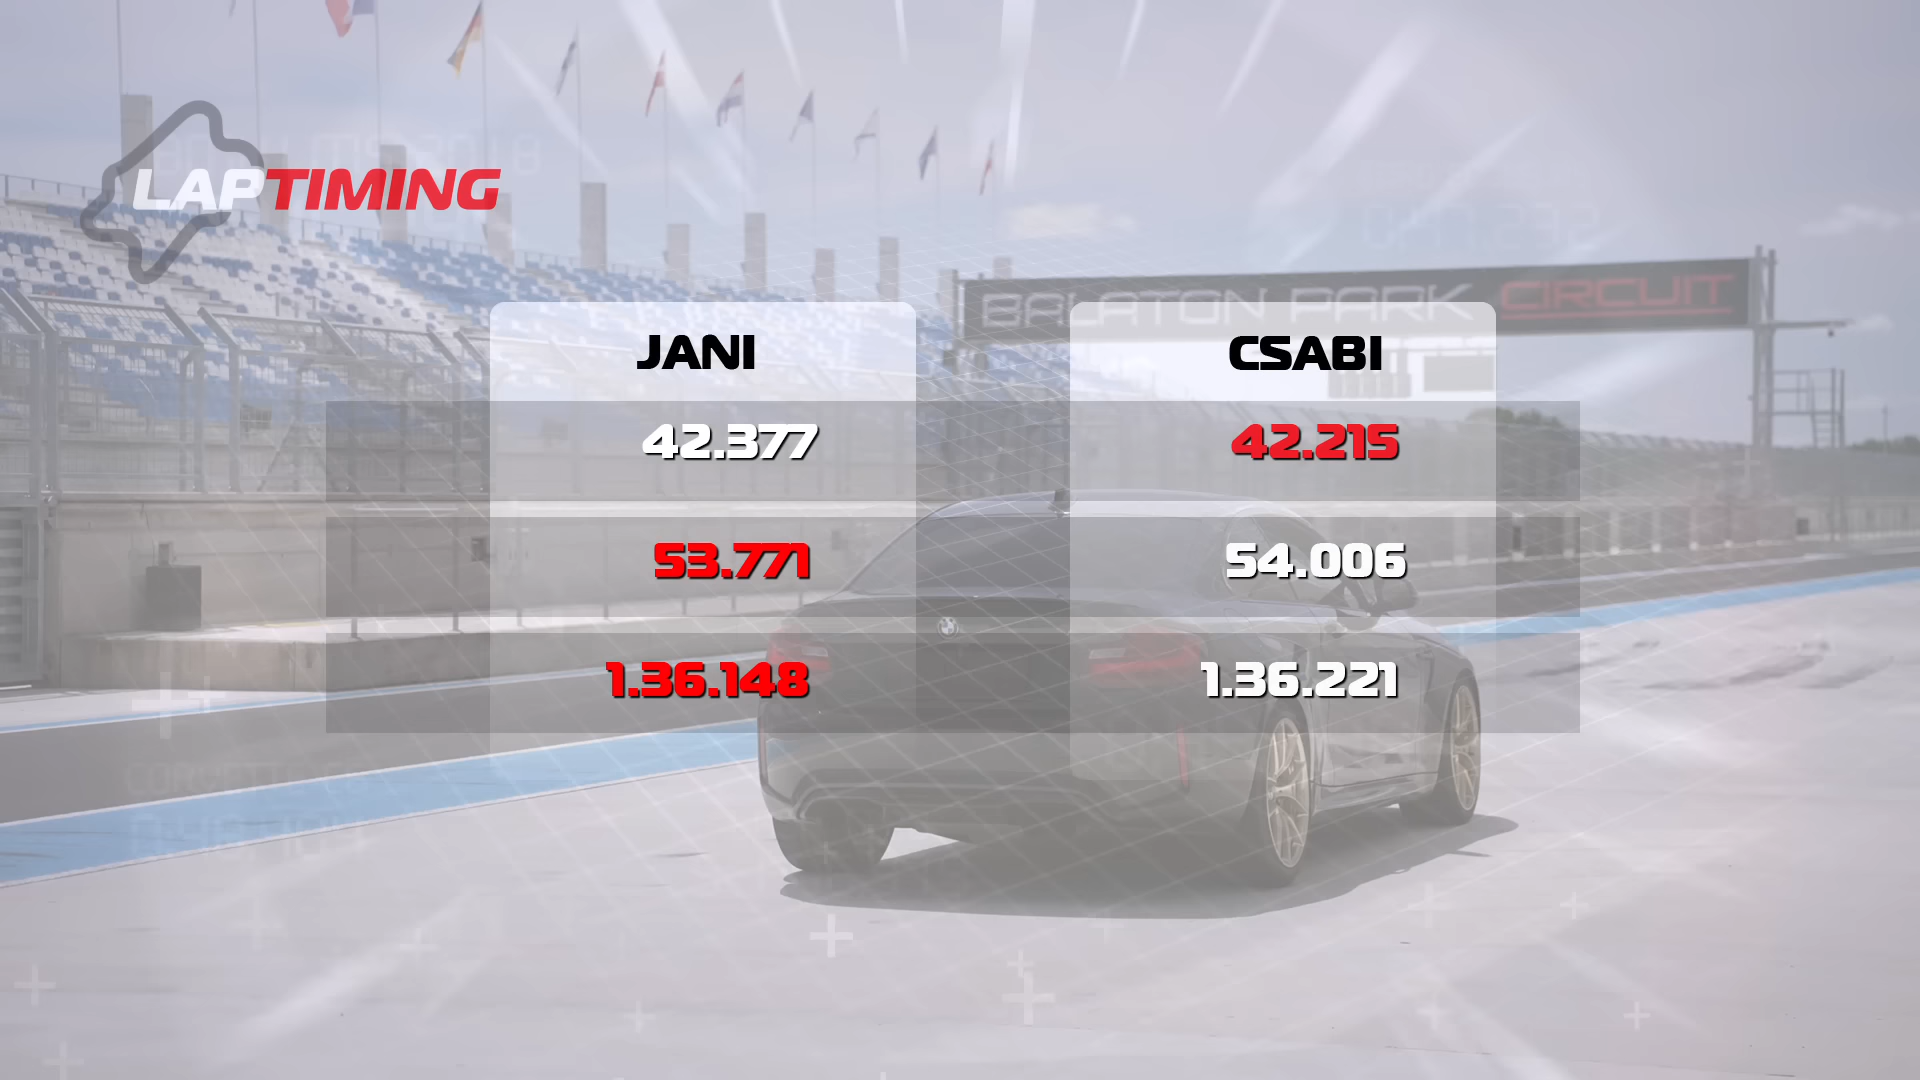 LAPTIMING
BALATON PARK CIRCUIT
JANI CSABI
42.377 42.215
53.771 54.006
1.36.148 1.36.221